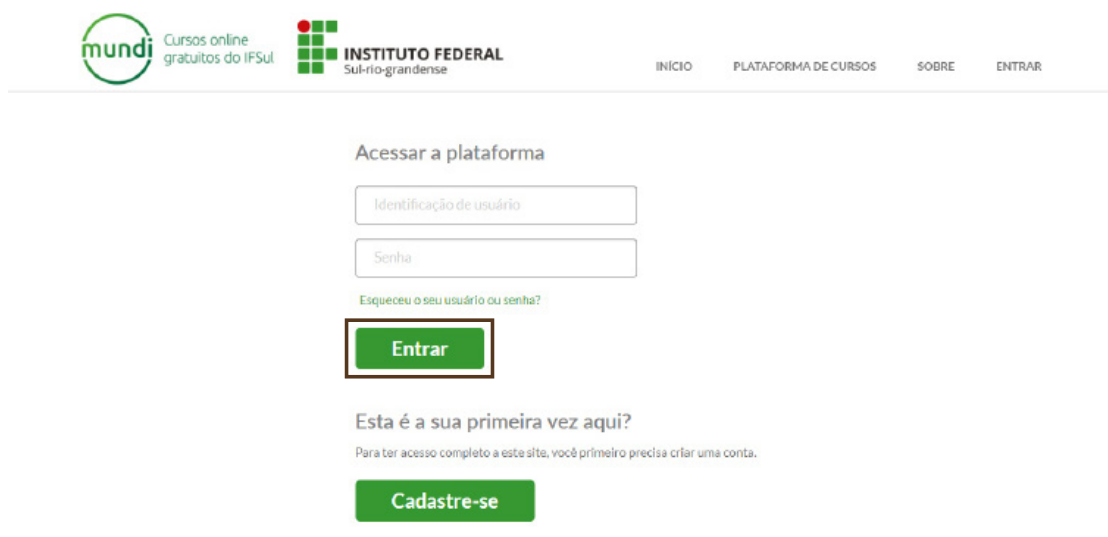 mundi
Cursos online
gratuitos do IFSul
INSTITUTO FEDERAL
Sul-rio-grandense
INÍCIO PLATAFORMA DE CURSOS SOBRE ENTRAR
Acessar a plataforma
Identificação de usuário
Senha
Esqueceu o seu usuário ou senha?
Entrar
Esta é a sua primeira vez aqui?
Para ter acesso completo a este site, você primeiro precisa criar uma conta.
Cadastre-se